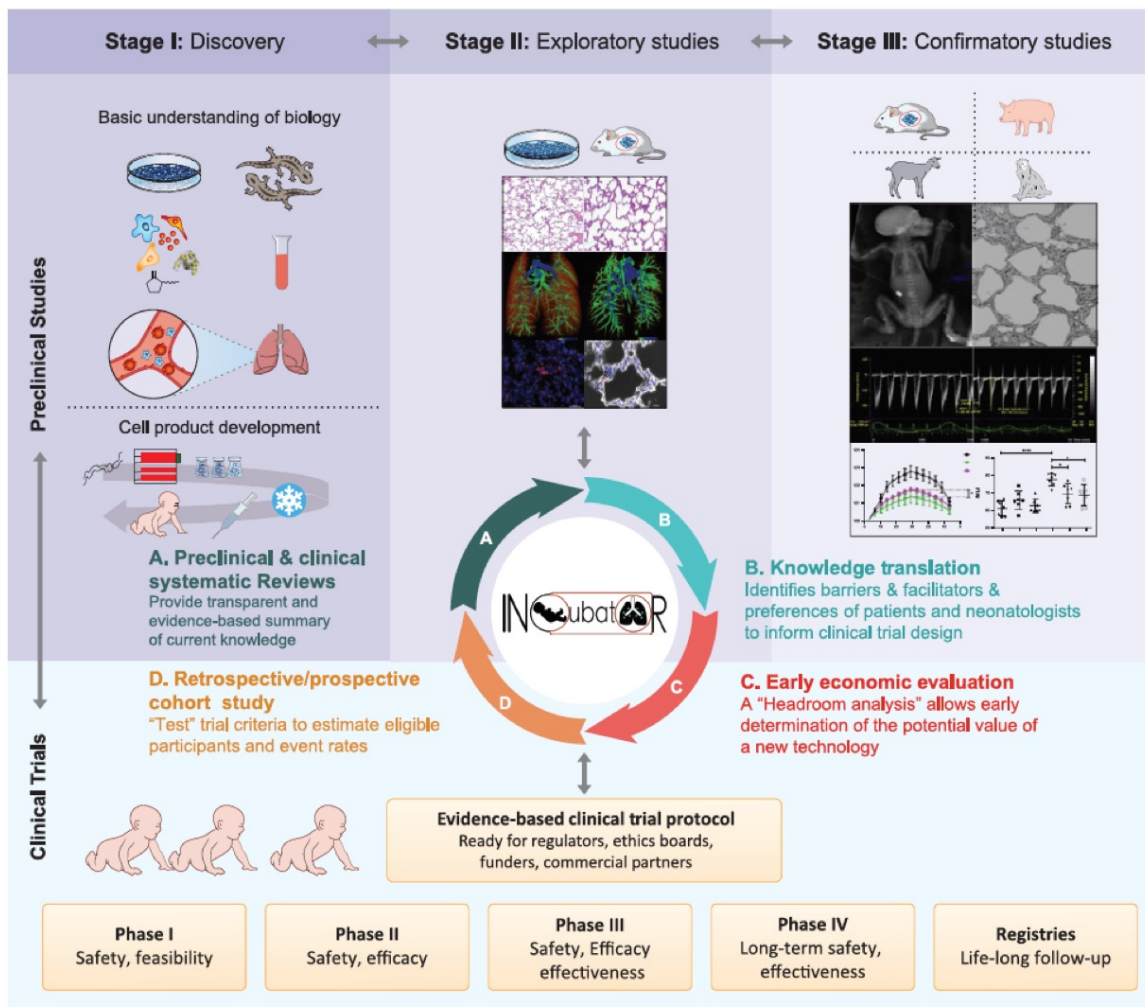 Stage I: Discovery
Stage II: Exploratory studies
Stage III: Confirmatory studies
Preclinical Studies
Basic understanding of biology
Cell product development
A. Preclinical & clinical
systematic Reviews
Provide transparent and
evidence-based summary
of current knowledge
A
B
C
D
INCubatOR
B. Knowledge translation
Identifies barriers & facilitators &
preferences of patients and neonatologists
to inform clinical trial design
D. Retrospective/prospective
cohort study
“Test” trial criteria to estimate eligible
participants and event rates
C. Early economic evaluation
A “Headroom analysis” allows early
determination of the potential value of
a new technology
Clinical Trials
Evidence-based clinical trial protocol
Ready for regulators, ethics boards,
funders, commercial partners
Phase I
Safety, feasibility
Phase II
Safety, efficacy
Phase III
Safety, Efficacy
effectiveness
Phase IV
Long-term safety,
effectiveness
Registries
Life-long follow-up